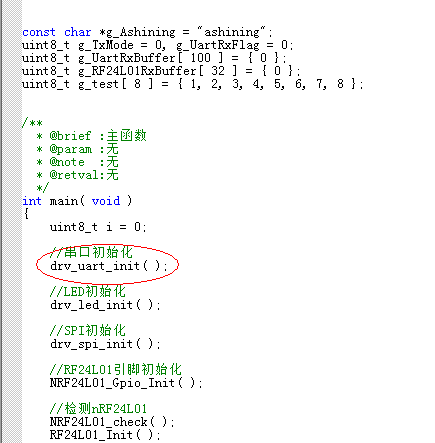 const char *g_Ashining = "ashining";
uint8_t g_TxMode = 0, g_UartRxFlag = 0;
uint8_t g_UartRxBuffer[ 100 ] = { 0 };
uint8_t g_RF24L01RxBuffer[ 32 ] = { 0 };
uint8_t g_test[ 8 ] = { 1, 2, 3, 4, 5, 6, 7, 8 };
/**
* @brief :主函数
* @param :无
* @note  :无
* @retval:无
*/
int main( void )
{
uint8_t i = 0;
//串口初始化
drv_uart_init( );
//LED初始化
drv_led_init( );
//SPI初始化
drv_spi_init( );
//RF24L01引脚初始化
NRF24L01_Gpio_Init( );
//检测nRF24L01
NRF24L01_check( );
RF24L01_Init( );